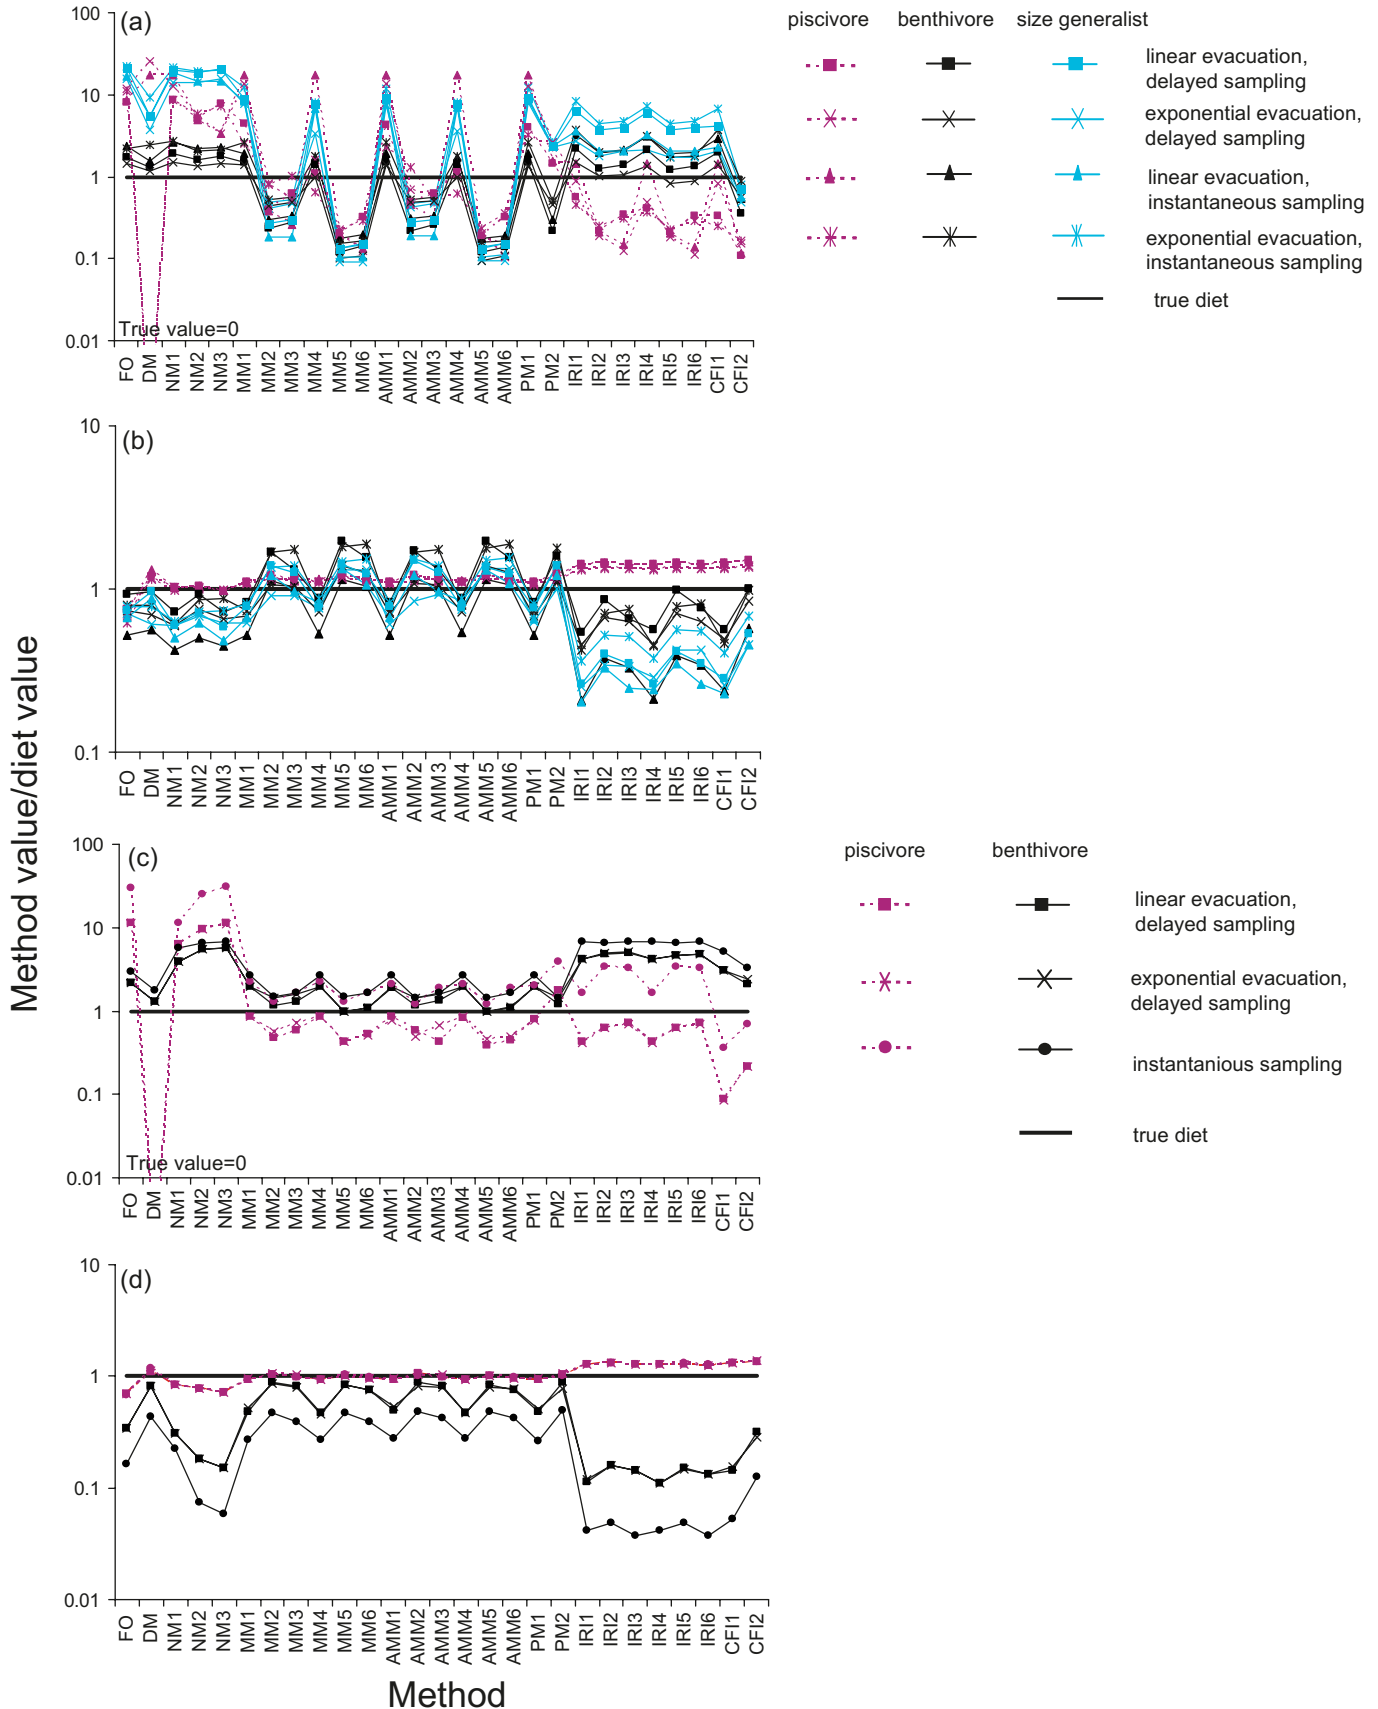 (a)
piscivore benthivore size generalist
linear evacuation,
delayed sampling
exponential evacuation,
delayed sampling
linear evacuation,
instantaneous sampling
exponential evacuation,
instantaneous sampling
true diet
100
10
1
0.1
0.01
True value=0
FO DM NM1 NM2 NM3 MM1 MM2 MM3 MM4 MM5 MM6 AMM1 AMM2 AMM3 AMM4 AMM5 AMM6 PM1 PM2 IRI1 IRI2 IRI3 IRI4 IRI5 IRI6 CFI1 CFI2
(b)
10
1
0.1
FO DM NM1 NM2 NM3 MM1 MM2 MM3 MM4 MM5 MM6 AMM1 AMM2 AMM3 AMM4 AMM5 AMM6 PM1 PM2 IRI1 IRI2 IRI3 IRI4 IRI5 IRI6 CFI1 CFI2
Method value/diet value
(c)
piscivore benthivore
linear evacuation,
delayed sampling
exponential evacuation,
delayed sampling
instantanious sampling
true diet
100
10
1
0.1
0.01
True value=0
FO DM NM1 NM2 NM3 MM1 MM2 MM3 MM4 MM5 MM6 AMM1 AMM2 AMM3 AMM4 AMM5 AMM6 PM1 PM2 IRI1 IRI2 IRI3 IRI4 IRI5 IRI6 CFI1 CFI2
(d)
10
1
0.1
0.01
FO DM NM1 NM2 NM3 MM1 MM2 MM3 MM4 MM5 MM6 AMM1 AMM2 AMM3 AMM4 AMM5 AMM6 PM1 PM2 IRI1 IRI2 IRI3 IRI4 IRI5 IRI6 CFI1 CFI2
Method